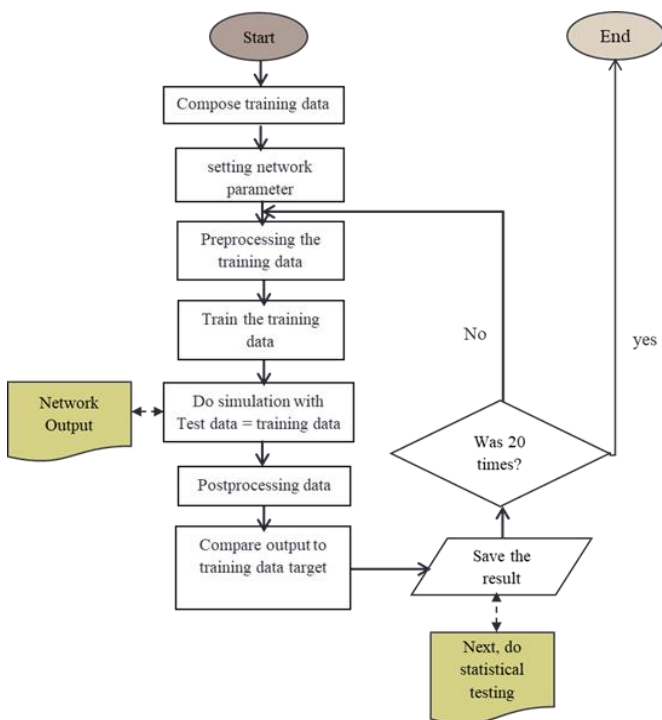 Start
End
Compose training data
setting network
parameter
Preprocessing the
training data
Train the training
data
Do simulation with
Test data = training data
Network
Output
Postprocessing data
Compare output to
training data target
Save the
result
Was 20
times?
No
yes
Next, do
statistical
testing